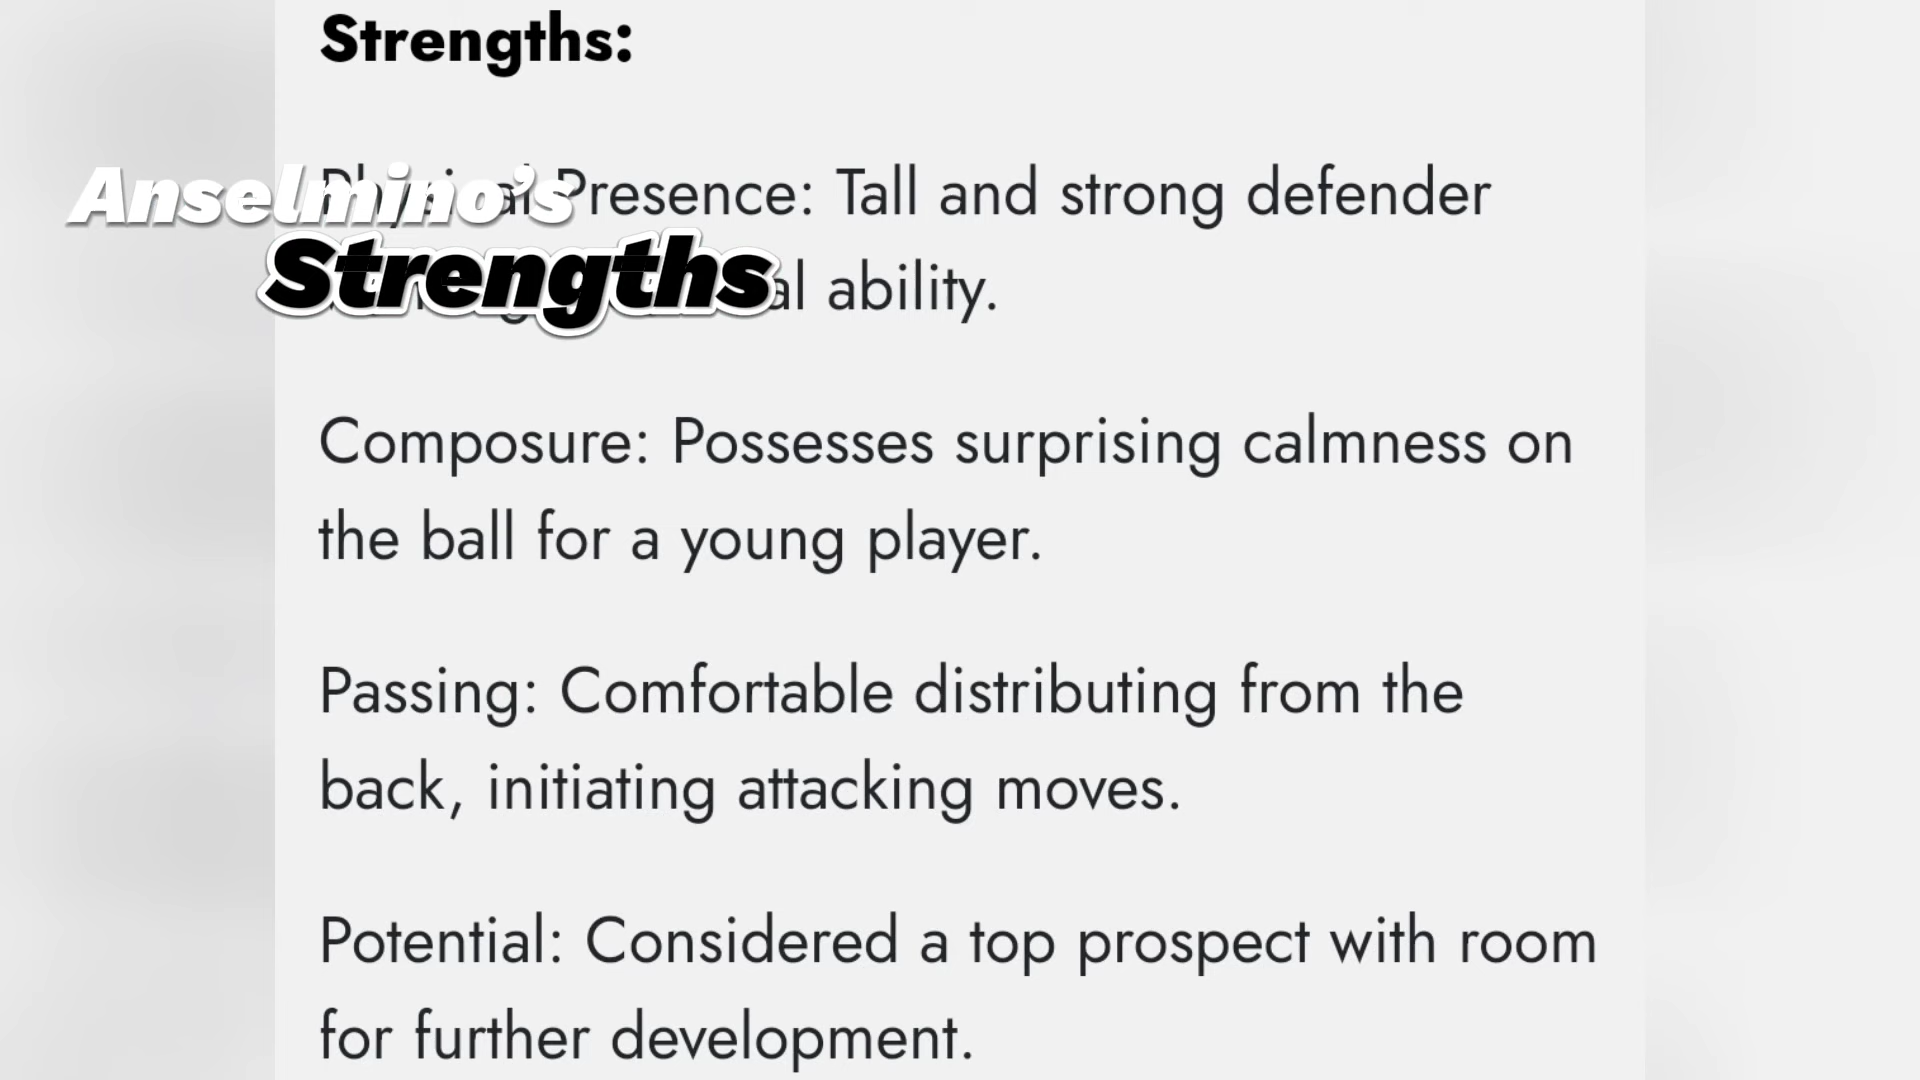 Strengths:
Anselmino's
Physical Presence: Tall and strong defender
Strengths
ability.
Composure: Possesses surprising calmness on
the ball for a young player.
Passing: Comfortable distributing from the
back, initiating attacking moves.
Potential: Considered a top prospect with room
for further development.